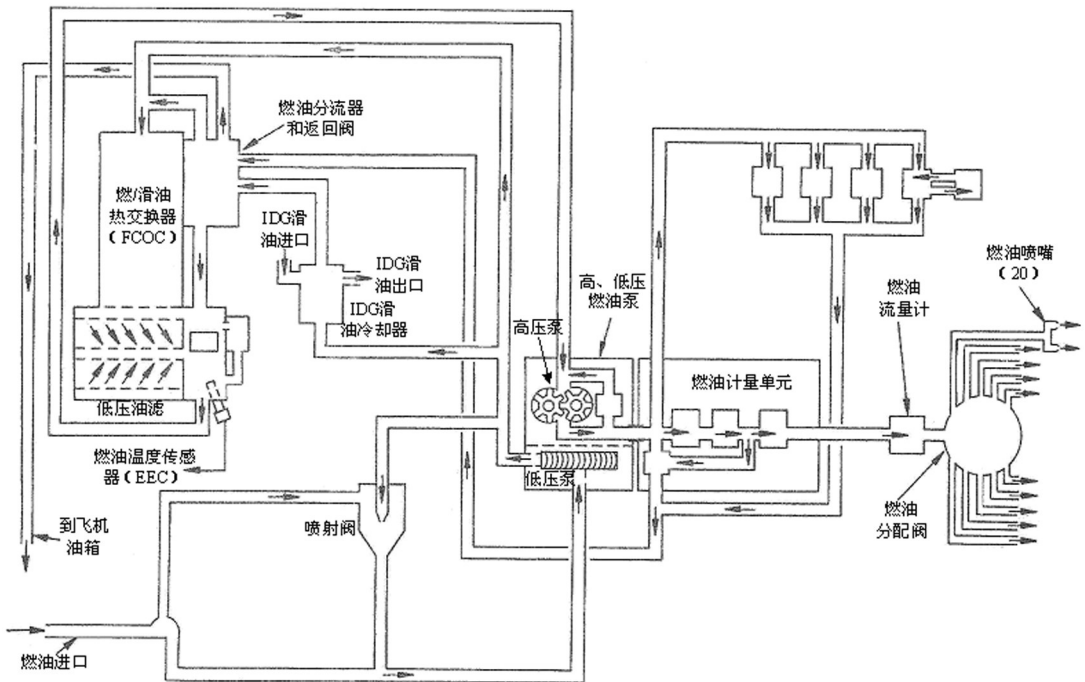 燃油分流器
和返回阀
燃/滑油
热交换器
(FCOC)
IDG滑
油进口
IDG滑
油出口
IDG滑
油冷却器
高、低压
燃油泵
高压泵
燃油
流量计
燃油喷嘴
(20)
燃油计量单元
低压油滤
燃油温度传感
器(EEC)
低压泵
喷射阀
燃油
分配阀
到飞机
油箱
燃油进口